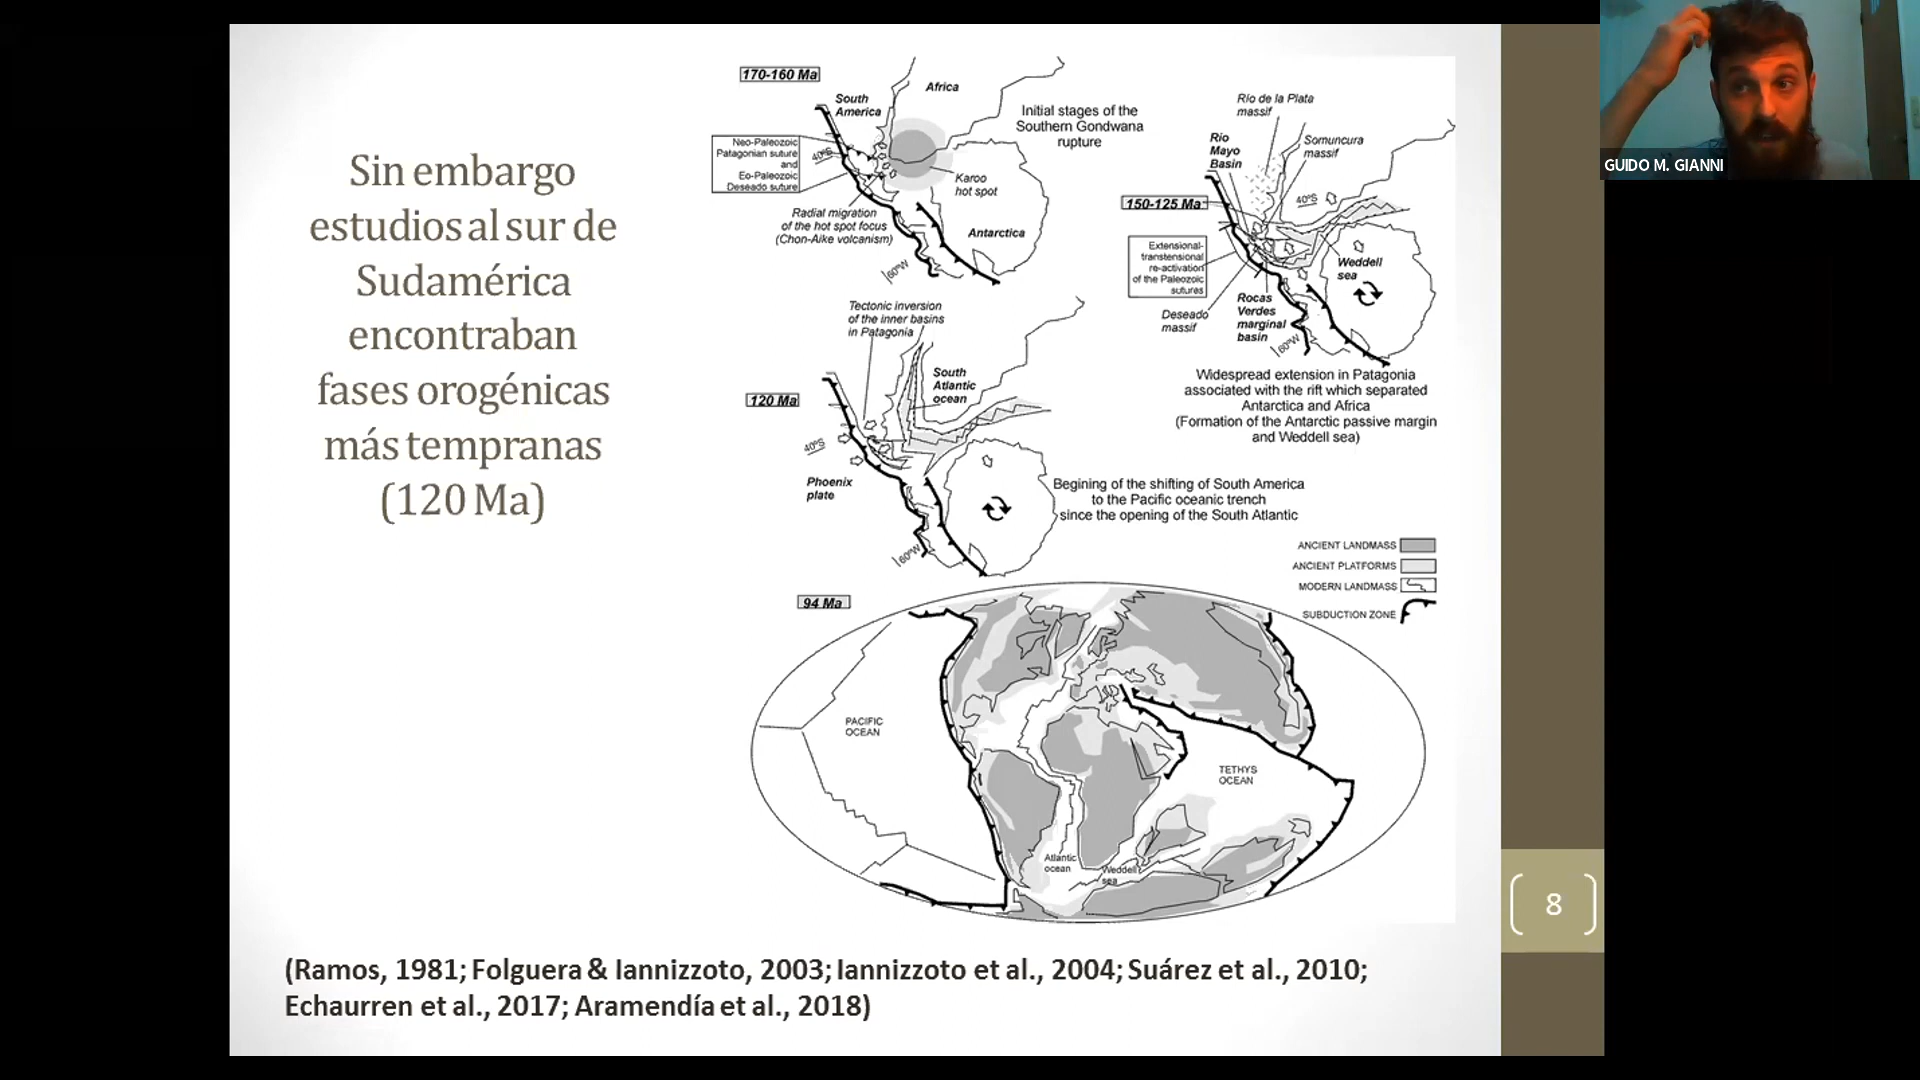 Sin embargo
estudios al sur de
Sudamérica
encontraban
fases orogénicas
más tempranas
(120 Ma)
170-160 Ma
South
America
Africa
Initial stages of the
Southern Gondwana
rupture
Neo-Paleozoic
Patagonian suture
and
Eo-Paleozoic
Deseado suture
40ºS
Karoo
hot spot
Radial migration
of the hot spot focus
(Chon-Aike volcanism)
Antarctica
60ºW
Río de la Plata
massif
Rio
Mayo
Basin
Somuncura
massif
150-125 Ma
40ºS
Extensional-
transtensional
re-activation
of the Paleozoic
sutures
Weddell
sea
Deseado
massif
Rocas
Verdes
marginal
basin
60ºW
Widespread extension in Patagonia
associated with the rift which separated
Antarctica and Africa
(Formation of the Antarctic passive margin
and Weddell sea)
Tectonic inversion
of the inner basins
in Patagonia
South
Atlantic
ocean
120 Ma
40ºS
Phoenix
plate
60ºW
Begining of the shifting of South America
to the Pacific oceanic trench
since the opening of the South Atlantic
ANCIENT LANDMASS
ANCIENT PLATFORMS
MODERN LANDMASS
SUBDUCTION ZONE
94 Ma
PACIFIC
OCEAN
TETHYS
OCEAN
Atlantic
ocean
Weddell
sea
(Ramos, 1981; Folguera & Iannizzoto, 2003; Iannizzoto et al., 2004; Suárez et al., 2010;
Echaurren et al., 2017; Aramendía et al., 2018)
8
GUIDO M. GIANNI